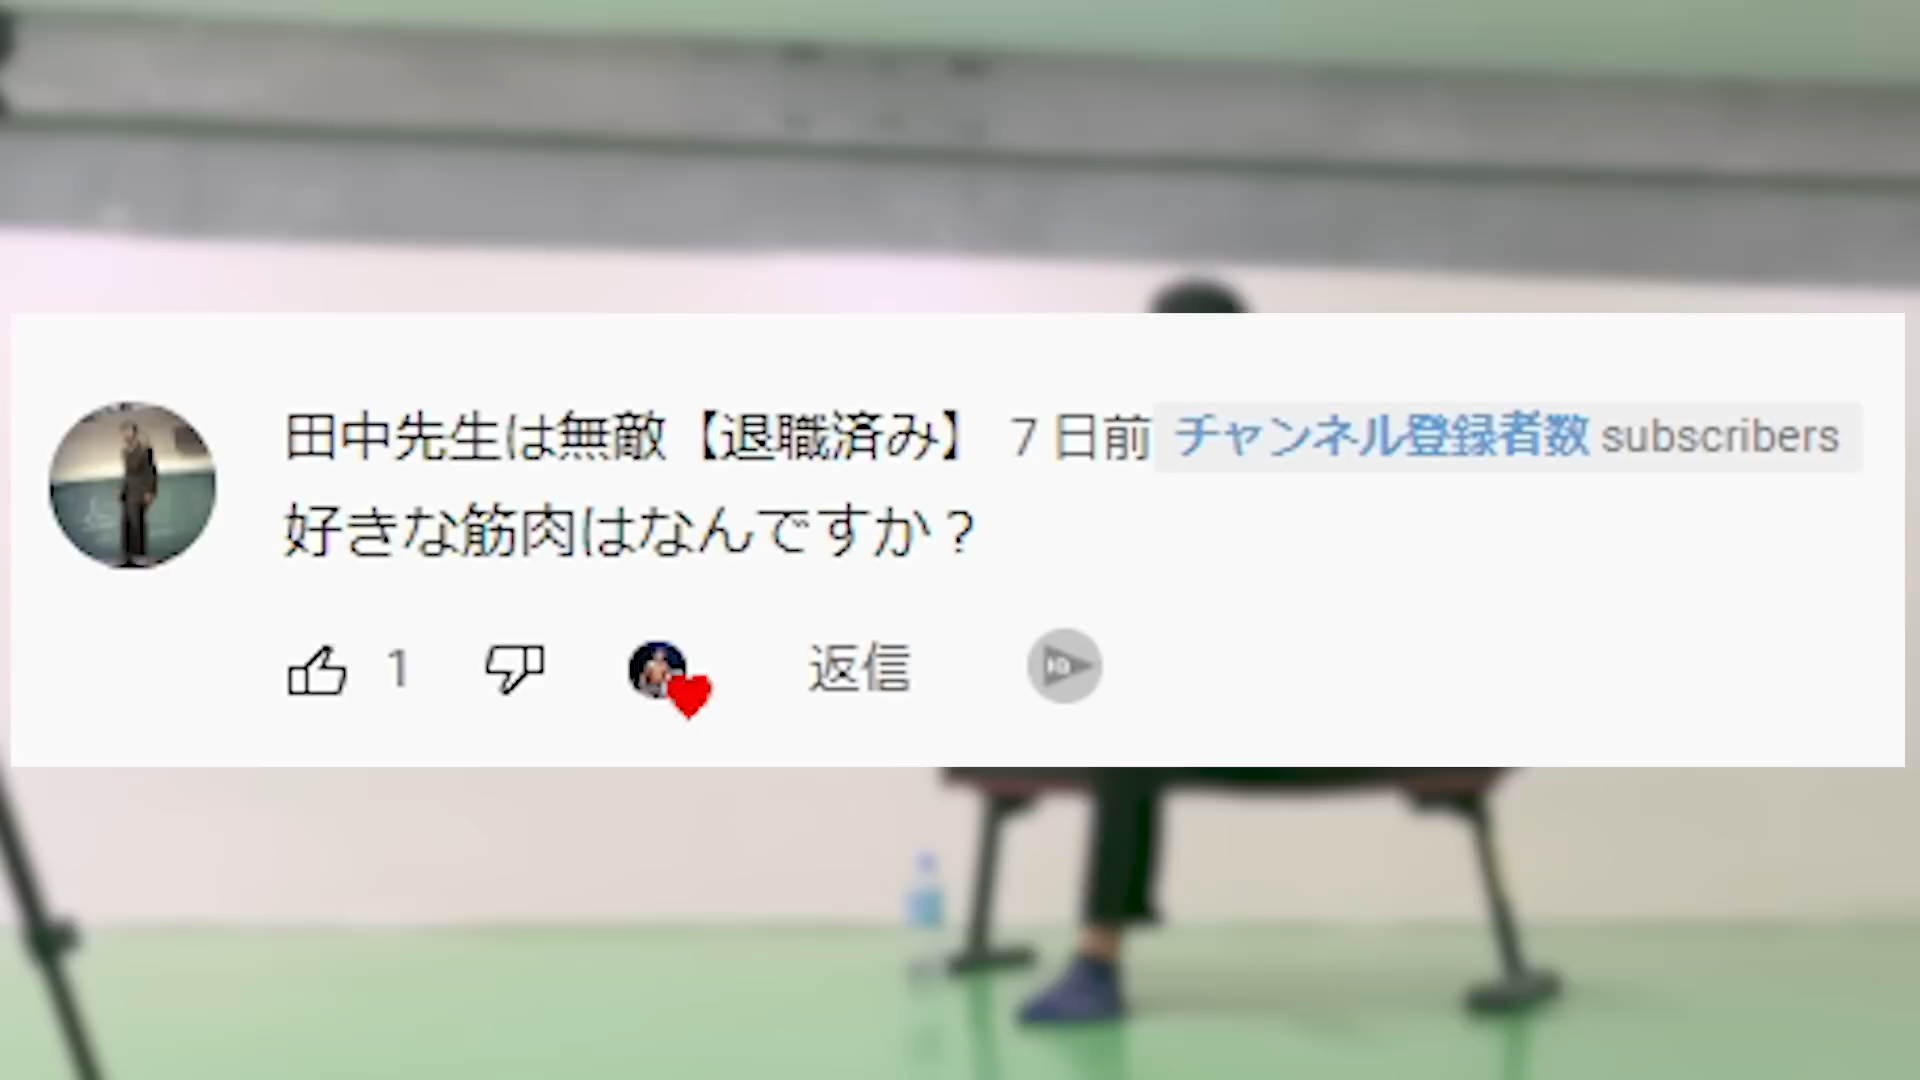 田中先生は無敵【退職済み】 7 日前 チャンネル登録者数 subscribers
好きな筋肉はなんですか？
1 返信